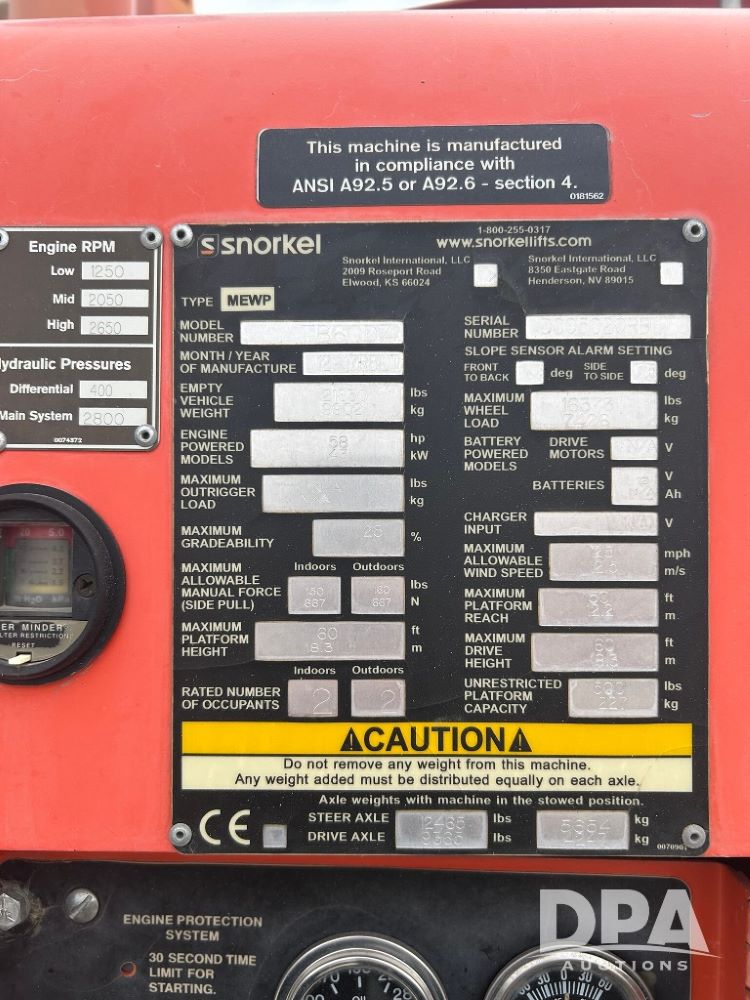 This machine is manufactured
in compliance with
ANSI A92.5 or A92.6 - section 4.
0181562
Engine RPM
Low 1250
Mid 2050
High 2650
Hydraulic Pressures
Differential 400
Main System 2800
0074372
snorkel
1-800-255-0317
www.snorkellifts.com
Snorkel International, LLC
2009 Roseport Road
Elwood, KS 66024
Snorkel International, LLC
8350 Eastgate Road
Henderson, NV 89015
TYPE MEWP
MODEL
NUMBER
MONTH / YEAR
OF MANUFACTURE
EMPTY
VEHICLE
WEIGHT
lbs
kg
ENGINE
POWERED
MODELS
58 hp
kW
MAXIMUM
OUTRIGGER
LOAD
lbs
kg
MAXIMUM
GRADEABILITY
25 %
Indoors Outdoors
MAXIMUM
ALLOWABLE
MANUAL FORCE
(SIDE PULL)
150 150 lbs
667 667 N
MAXIMUM
PLATFORM
HEIGHT
60 ft
18.3 m
Indoors Outdoors
RATED NUMBER
OF OCCUPANTS
2 2
SERIAL
NUMBER
SLOPE SENSOR ALARM SETTING
FRONT
TO BACK
deg
SIDE
TO SIDE
deg
MAXIMUM
WHEEL
LOAD
lbs
kg
BATTERY
POWERED
MODELS
DRIVE
MOTORS
V
BATTERIES
V
Ah
CHARGER
INPUT
V
MAXIMUM
ALLOWABLE
WIND SPEED
mph
m/s
MAXIMUM
PLATFORM
REACH
ft
m
MAXIMUM
DRIVE
HEIGHT
ft
m
UNRESTRICTED
PLATFORM
CAPACITY
500 lbs
227 kg
CAUTION
Do not remove any weight from this machine.
Any weight added must be distributed equally on each axle.
Axle weights with machine in the stowed position.
STEER AXLE 12465 lbs 5654 kg
DRIVE AXLE lbs kg
CE
ENGINE PROTECTION
SYSTEM
30 SECOND TIME
LIMIT FOR
STARTING.
RESET
DPA
AUCTIONS